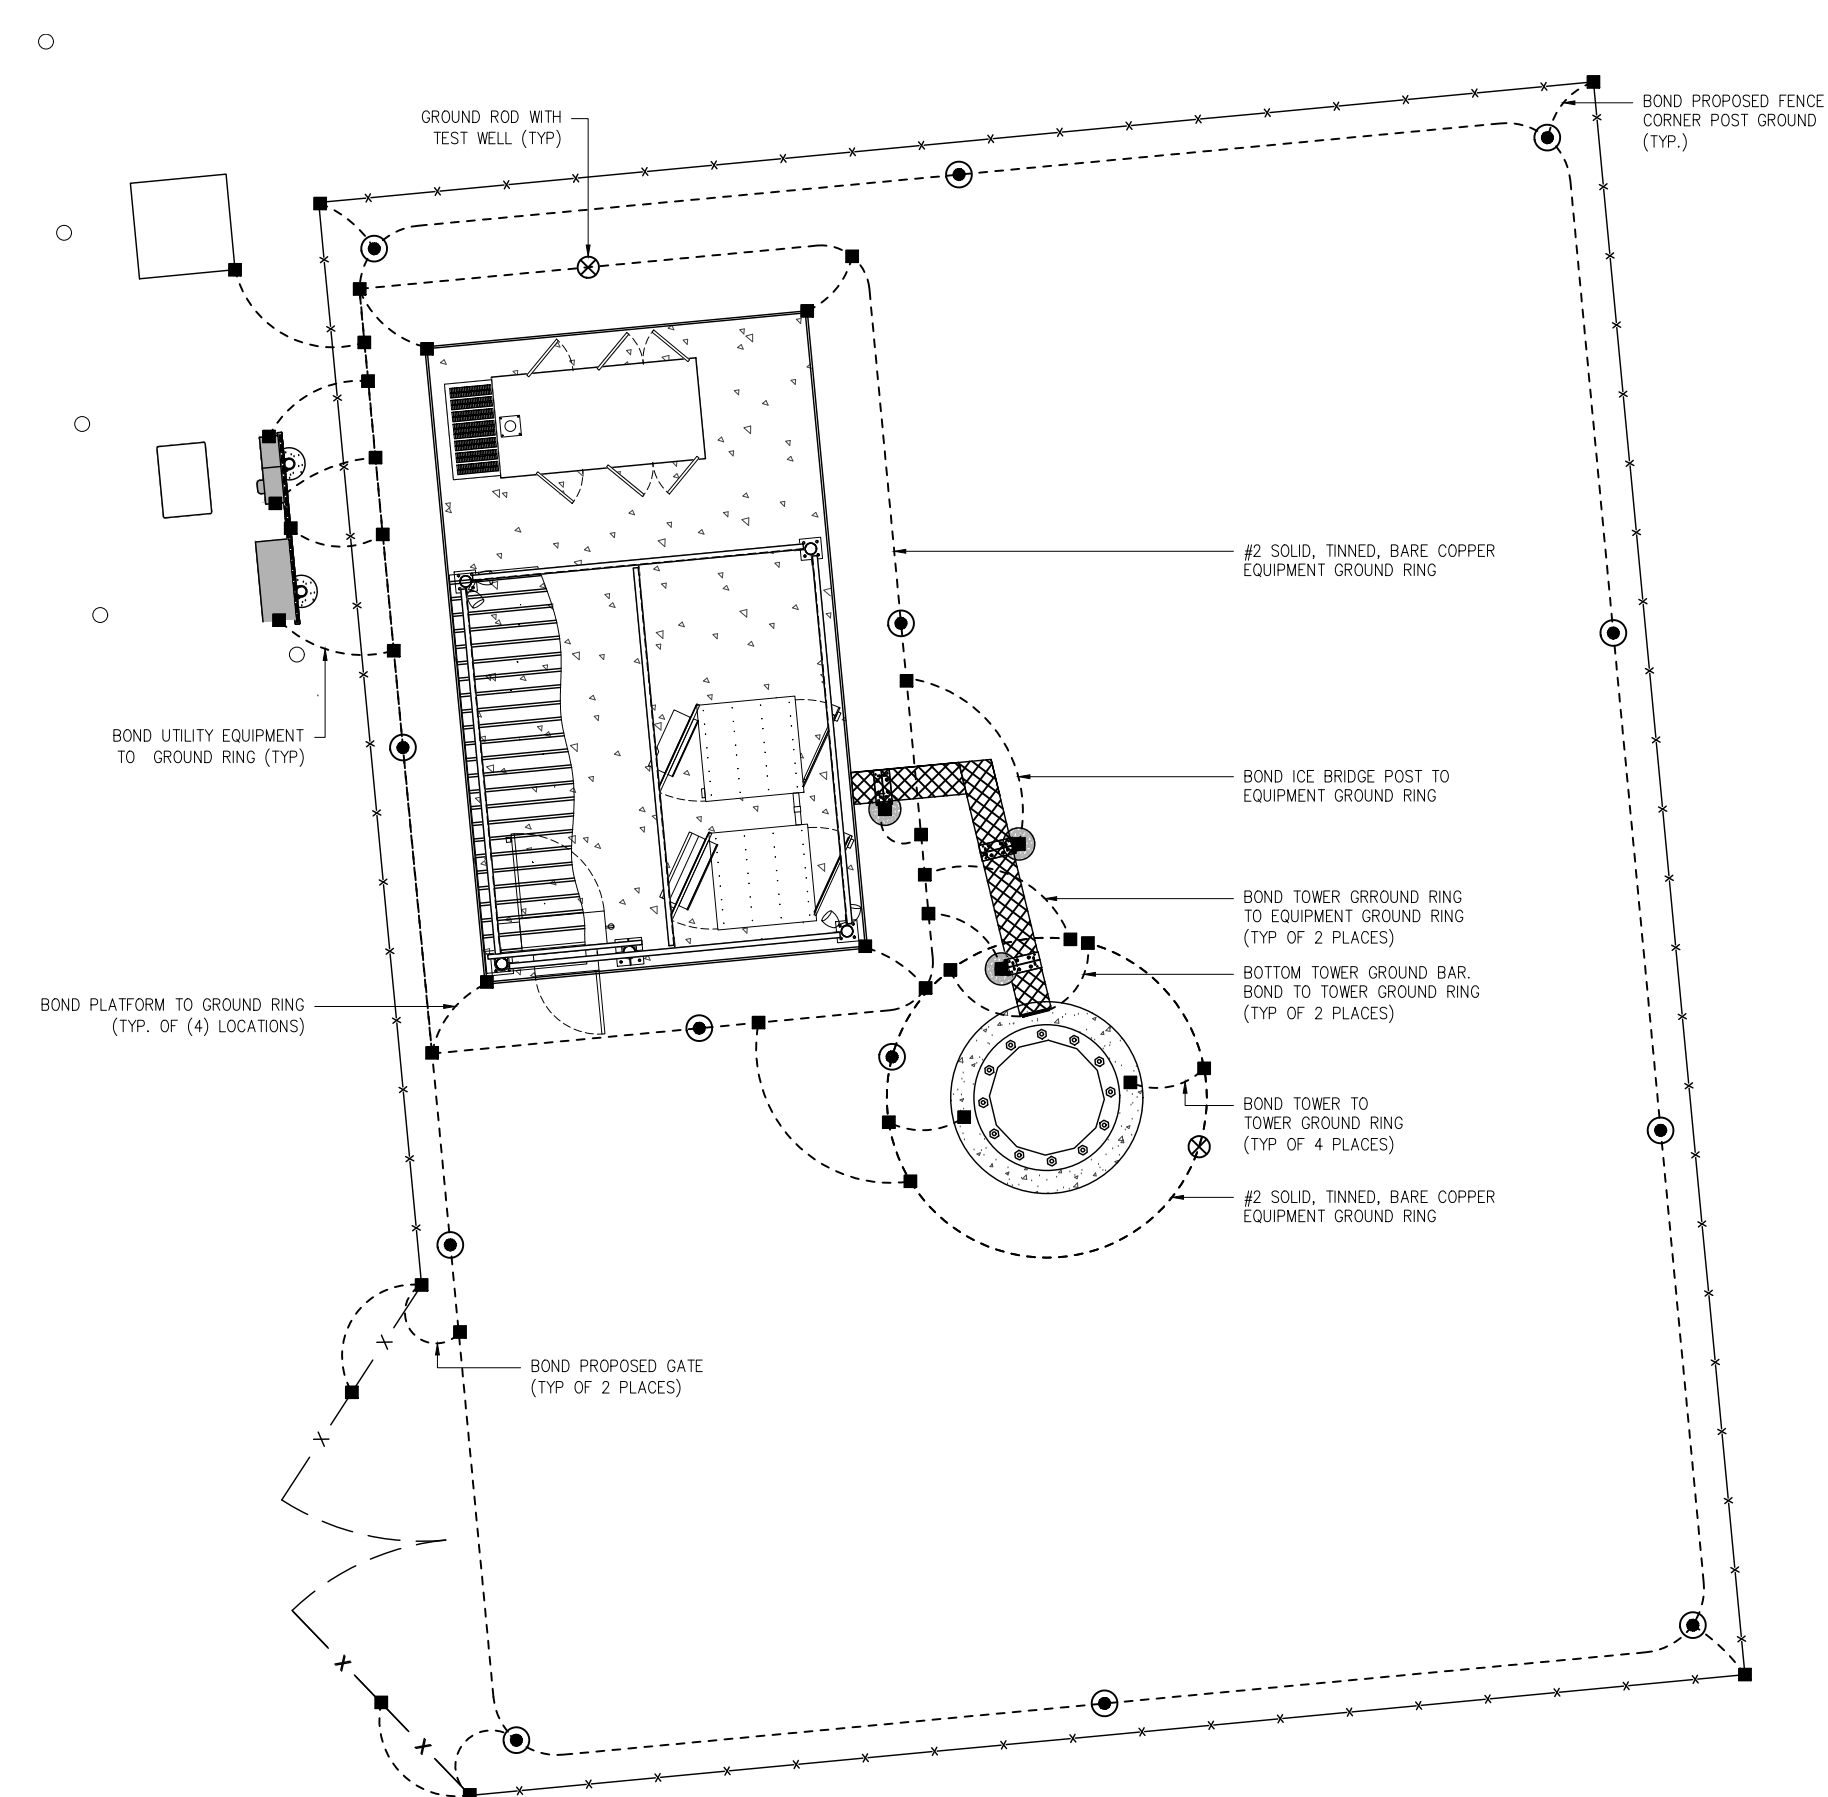 GROUND ROD WITH
TEST WELL (TYP)
BOND PROPOSED FENCE
CORNER POST GROUND
(TYP.)
#2 SOLID, TINNED, BARE COPPER
EQUIPMENT GROUND RING
BOND UTILITY EQUIPMENT
TO GROUND RING (TYP)
BOND ICE BRIDGE POST TO
EQUIPMENT GROUND RING
BOND TOWER GRROUND RING
TO EQUIPMENT GROUND RING
(TYP OF 2 PLACES)
BOTTOM TOWER GROUND BAR.
BOND TO TOWER GROUND RING
(TYP OF 2 PLACES)
BOND PLATFORM TO GROUND RING
(TYP. OF (4) LOCATIONS)
BOND TOWER TO
TOWER GROUND RING
(TYP OF 4 PLACES)
#2 SOLID, TINNED, BARE COPPER
EQUIPMENT GROUND RING
BOND PROPOSED GATE
(TYP OF 2 PLACES)